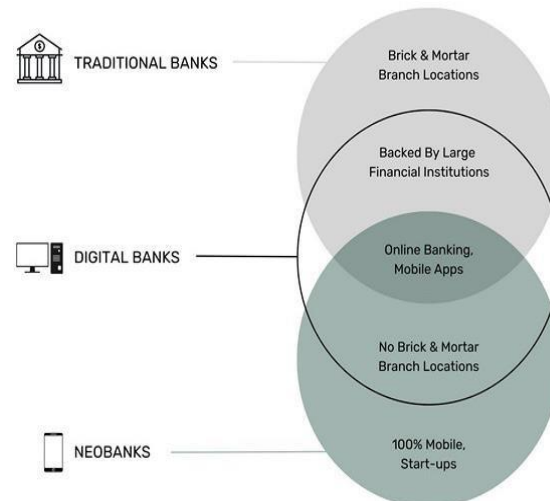 TRADITIONAL BANKS
Brick & Mortar
Branch Locations
Backed By Large
Financial Institutions
DIGITAL BANKS
Online Banking,
Mobile Apps
No Brick & Mortar
Branch Locations
NEOBANKS
100% Mobile,
Start-ups